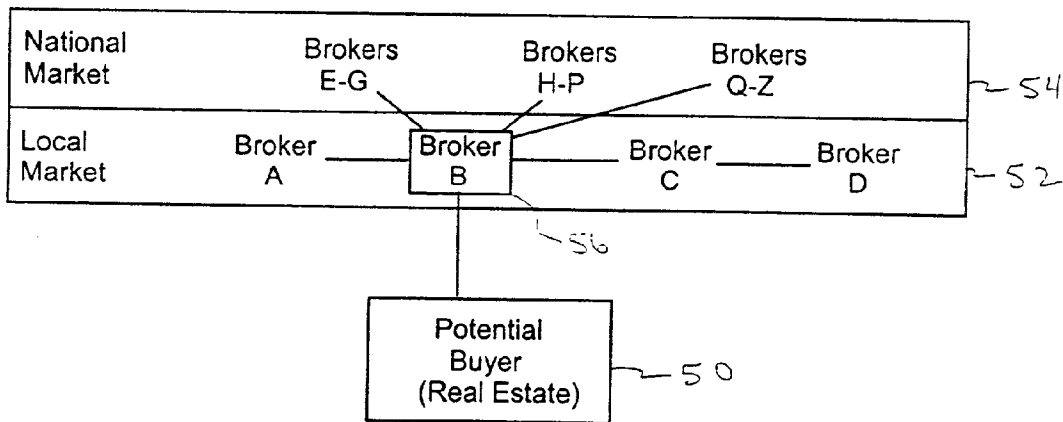 National
Market
Brokers
E-G
Brokers
H-P
Brokers
Q-Z
54
Local
Market
Broker
A
Broker
B
Broker
C
Broker
D
52
56
Potential
Buyer
(Real Estate)
50